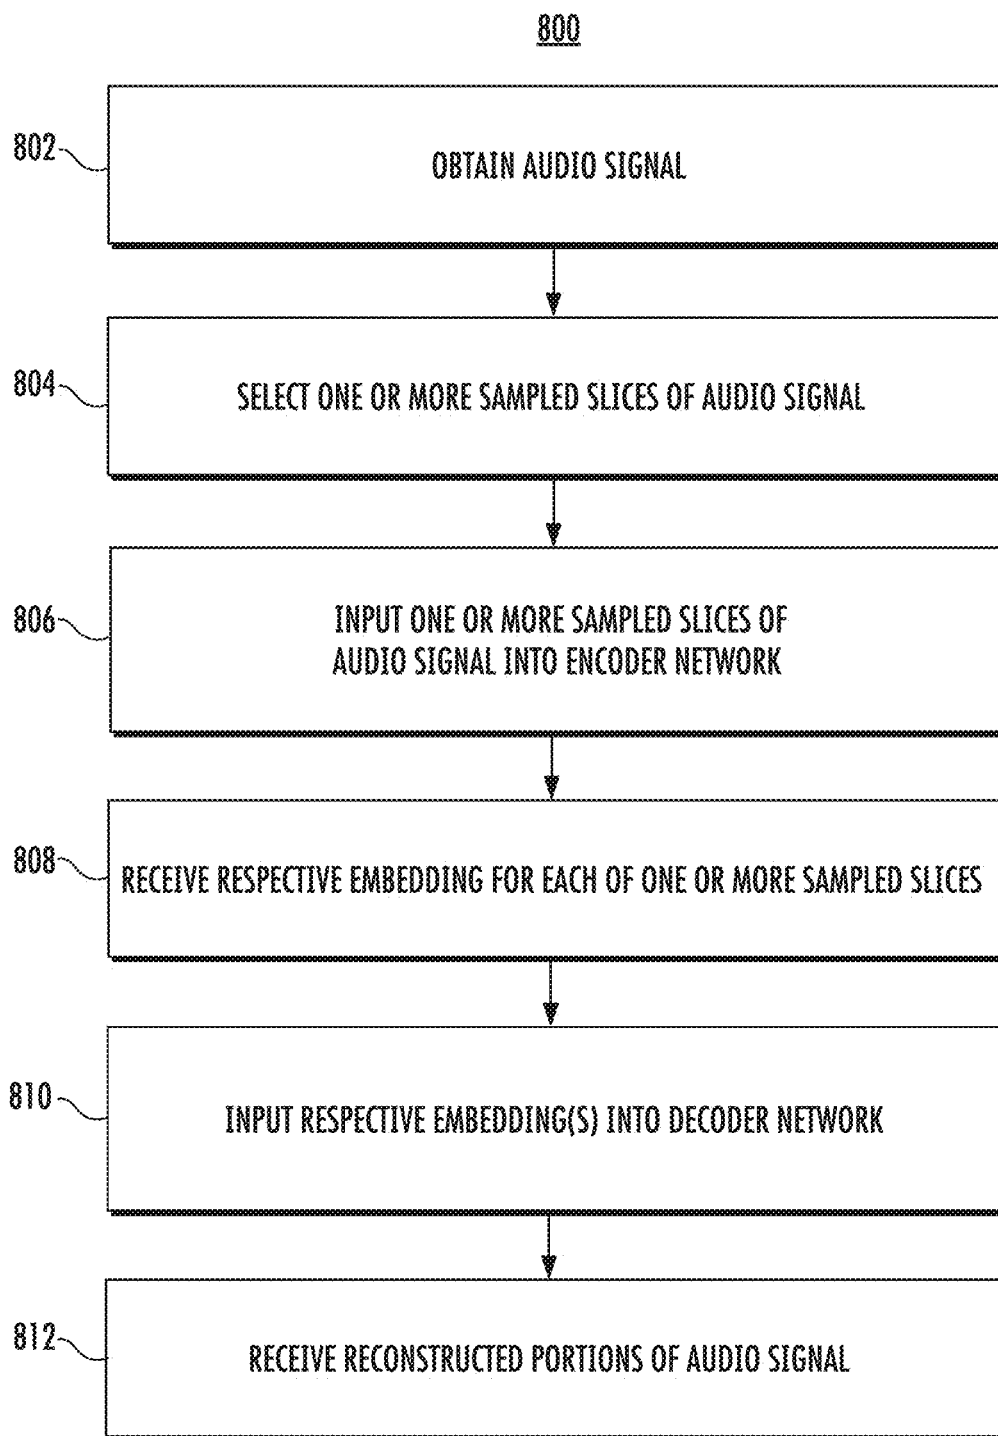 800
802
OBTAIN AUDIO SIGNAL
804
SELECT ONE OR MORE SAMPLED SLICES OF AUDIO SIGNAL
806
INPUT ONE OR MORE SAMPLED SLICES OF
AUDIO SIGNAL INTO ENCODER NETWORK
808
RECEIVE RESPECTIVE EMBEDDING FOR EACH OF ONE OR MORE SAMPLED SLICES
810
INPUT RESPECTIVE EMBEDDING(S) INTO DECODER NETWORK
812
RECEIVE RECONSTRUCTED PORTIONS OF AUDIO SIGNAL